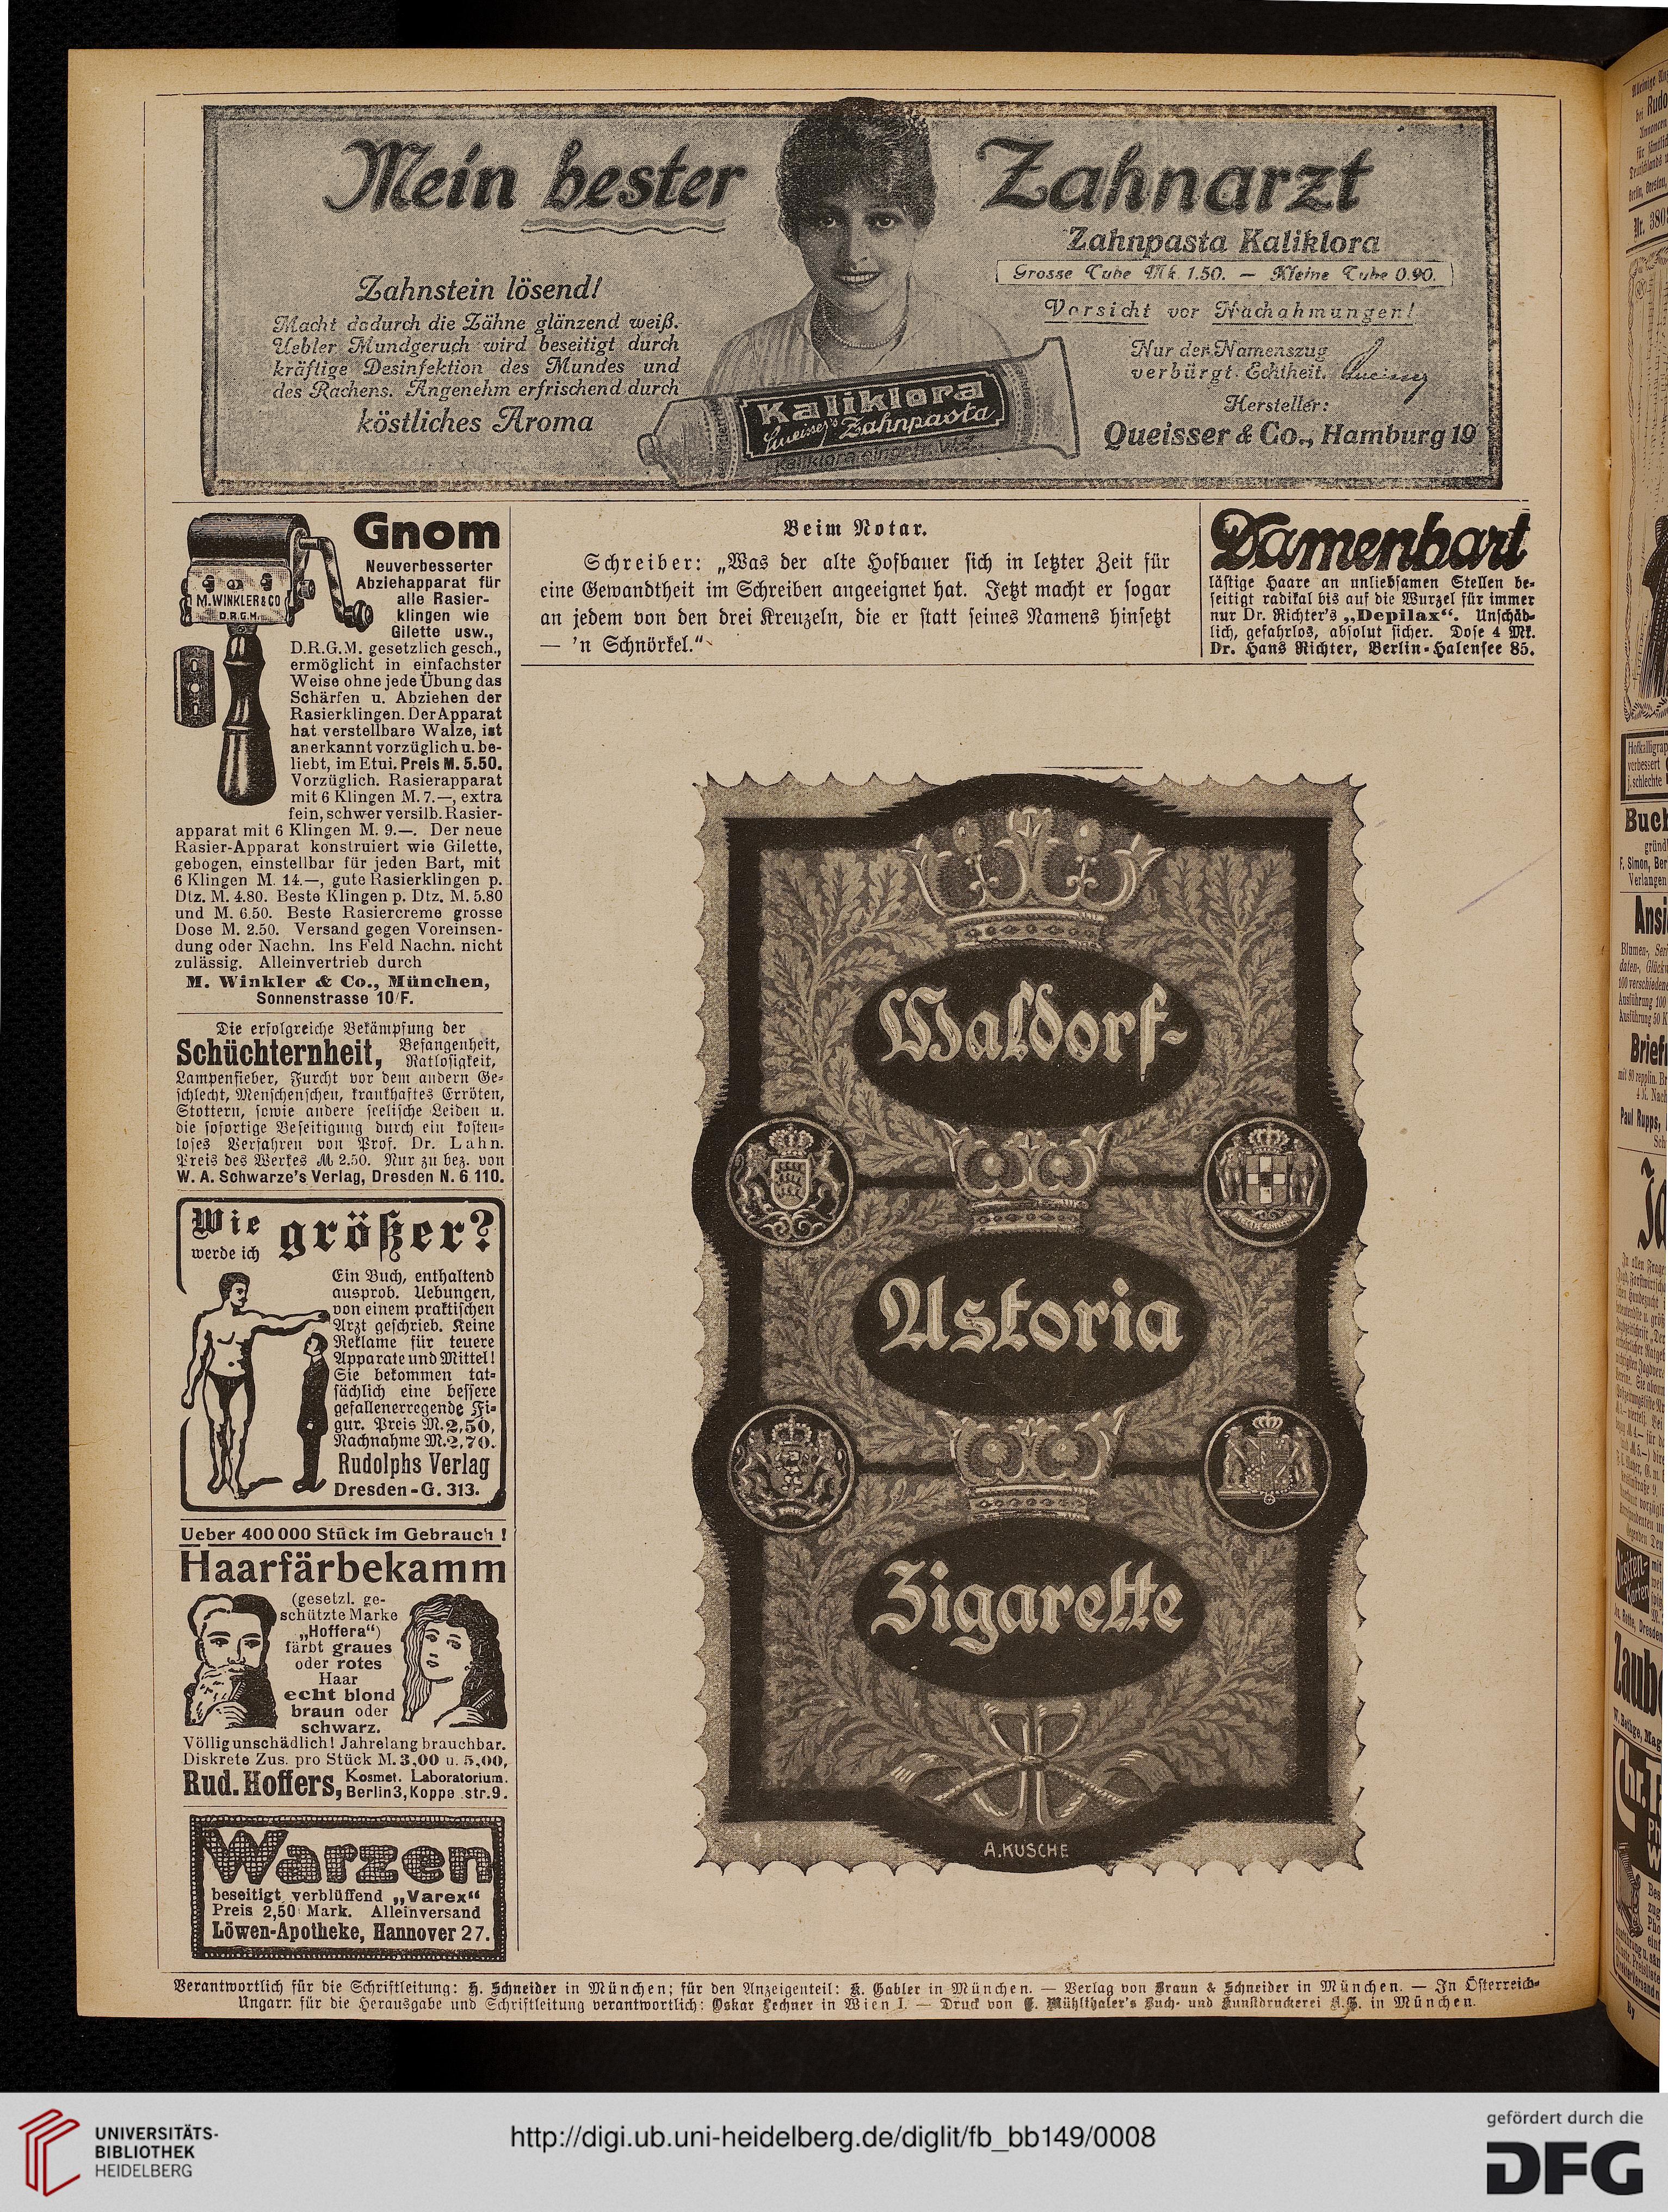 Mein bester Zahnarzt
Zahnstein lösend!
Macht dadurch die Zähne glänzend weiß.
Uebler Mundgeruch wird beseitigt durch
kräftige Desinfektion des Mundes und
des Rachens. Angenehm erfrischend durch
köstliches Aroma
Kaliklora
Queisser's Zahnpasta
Kaliklora eingetr. W.-Z.
Zahnpasta Kaliklora
Grosse Tube Mk. 1.50. — Kleine Tube 0.90.
Vorsicht vor Nachahmungen!
Nur der Namenszug
verbürgt Echtheit. Queisser
Hersteller:
Queisser & Co., Hamburg 19
Gnom
M. WINKLER & CO
D.R.G.M.
Neuverbesserter
Abziehapparat für
alle Rasier-
klingen wie
Gilette usw.,
D.R.G.M. gesetzlich gesch.,
ermöglicht in einfachster
Weise ohne jede Übung das
Schärfen u. Abziehen der
Rasierklingen. Der Apparat
hat verstellbare Walze, ist
anerkannt vorzüglich u. be-
liebt, im Etui. Preis M. 5.50.
Vorzüglich. Rasierapparat
mit 6 Klingen M. 7.—, extra
fein, schwer versilb. Rasier-
apparat mit 6 Klingen M. 9.—. Der neue
Rasier-Apparat konstruiert wie Gilette,
gebogen, einstellbar für jeden Bart, mit
6 Klingen M. 14.—, gute Rasierklingen p.
Dtz. M. 4.80. Beste Klingen p. Dtz. M. 5.80
und M. 6.50. Beste Rasiercreme grosse
Dose M. 2.50. Versand gegen Voreinsen-
dung oder Nachn. Ins Feld Nachn. nicht
zulässig. Alleinvertrieb durch
M. Winkler & Co., München,
Sonnenstrasse 10/F.
Die erfolgreiche Bekämpfung der
Schüchternheit, Befangenheit,
Ratlosigkeit,
Lampenfieber, Furcht vor dem andern Ge-
schlecht, Menschenscheu, krankhaftes Erröten,
Stottern, sowie andere seelische Leiden u.
die sofortige Beseitigung durch ein kosten-
loses Verfahren von Prof. Dr. Lahn.
Preis des Werkes M 2.50. Nur zu bez. von
W. A. Schwarze's Verlag, Dresden N. 6 110.
Wie
werde ich größer?
Ein Buch, enthaltend
ausprob. Uebungen,
von einem praktischen
Arzt geschrieb. Keine
Reklame für teuere
Apparate und Mittel!
Sie bekommen tat-
sächlich eine bessere
gefallenerregende Fi-
gur. Preis M. 2,50,
Nachnahme M. 2,70.
Rudolphs Verlag
Dresden-G. 313.
Ueber 400000 Stück im Gebrauch!
Haarfärbekamm
(gesetzl. ge-
schützte Marke
„Hoffera“)
färbt graues
oder rotes
Haar
echt blond
braun oder
schwarz.
Völlig unschädlich! Jahrelang brauchbar.
Diskrete Zus. pro Stück M. 3,00 u. 5,00,
Rud. Hoffers, Kosmet. Laboratorium.
Berlin 3, Koppenstr. 9.
Warzen
beseitigt verblüffend „Varex“
Preis 2,50 Mark. Alleinversand
Löwen-Apotheke, Hannover 27.
Beim Notar.
Schreiber: „Was der alte Hofbauer sich in letzter Zeit für
eine Gewandtheit im Schreiben angeeignet hat. Jetzt macht er sogar
an jedem von den drei Kreuzeln, die er statt seines Namens hinsetzt
— 'n Schnörkel.“
Damenbart
lästige Haare an unliebsamen Stellen be-
seitigt radikal bis auf die Wurzel für immer
nur Dr. Richter's „Depilax“. Unschäd-
lich, gefahrlos, absolut sicher. Dose 4 Mk.
Dr. Hans Richter, Berlin-Halensee 85.
Waldorf-
Astoria
Zigarette
A. KUSCHE
Verantwortlich für die Schriftleitung: H. Schneider in München; für den Anzeigenteil: K. Gabler in München. — Verlag von Braun & Schneider in München. — In Österreich-
Ungarn für die Herausgabe und Schriftleitung verantwortlich: Oskar Lechner in Wien I. — Druck von E. Mühlthaler's Buch- und Kunstdruckerei A.G. in München.
Nr. 380
Hofkalligrap
verbessert
j. schlechte
Buch
F. Simon, Ber
Verlangen
Ansi
Brief
Paul Rupps,
UNIVERSITÄTS-
BIBLIOTHEK
HEIDELBERG
http://digi.ub.uni-heidelberg.de/diglit/fb_bb149/0008
gefördert durch die
DFG